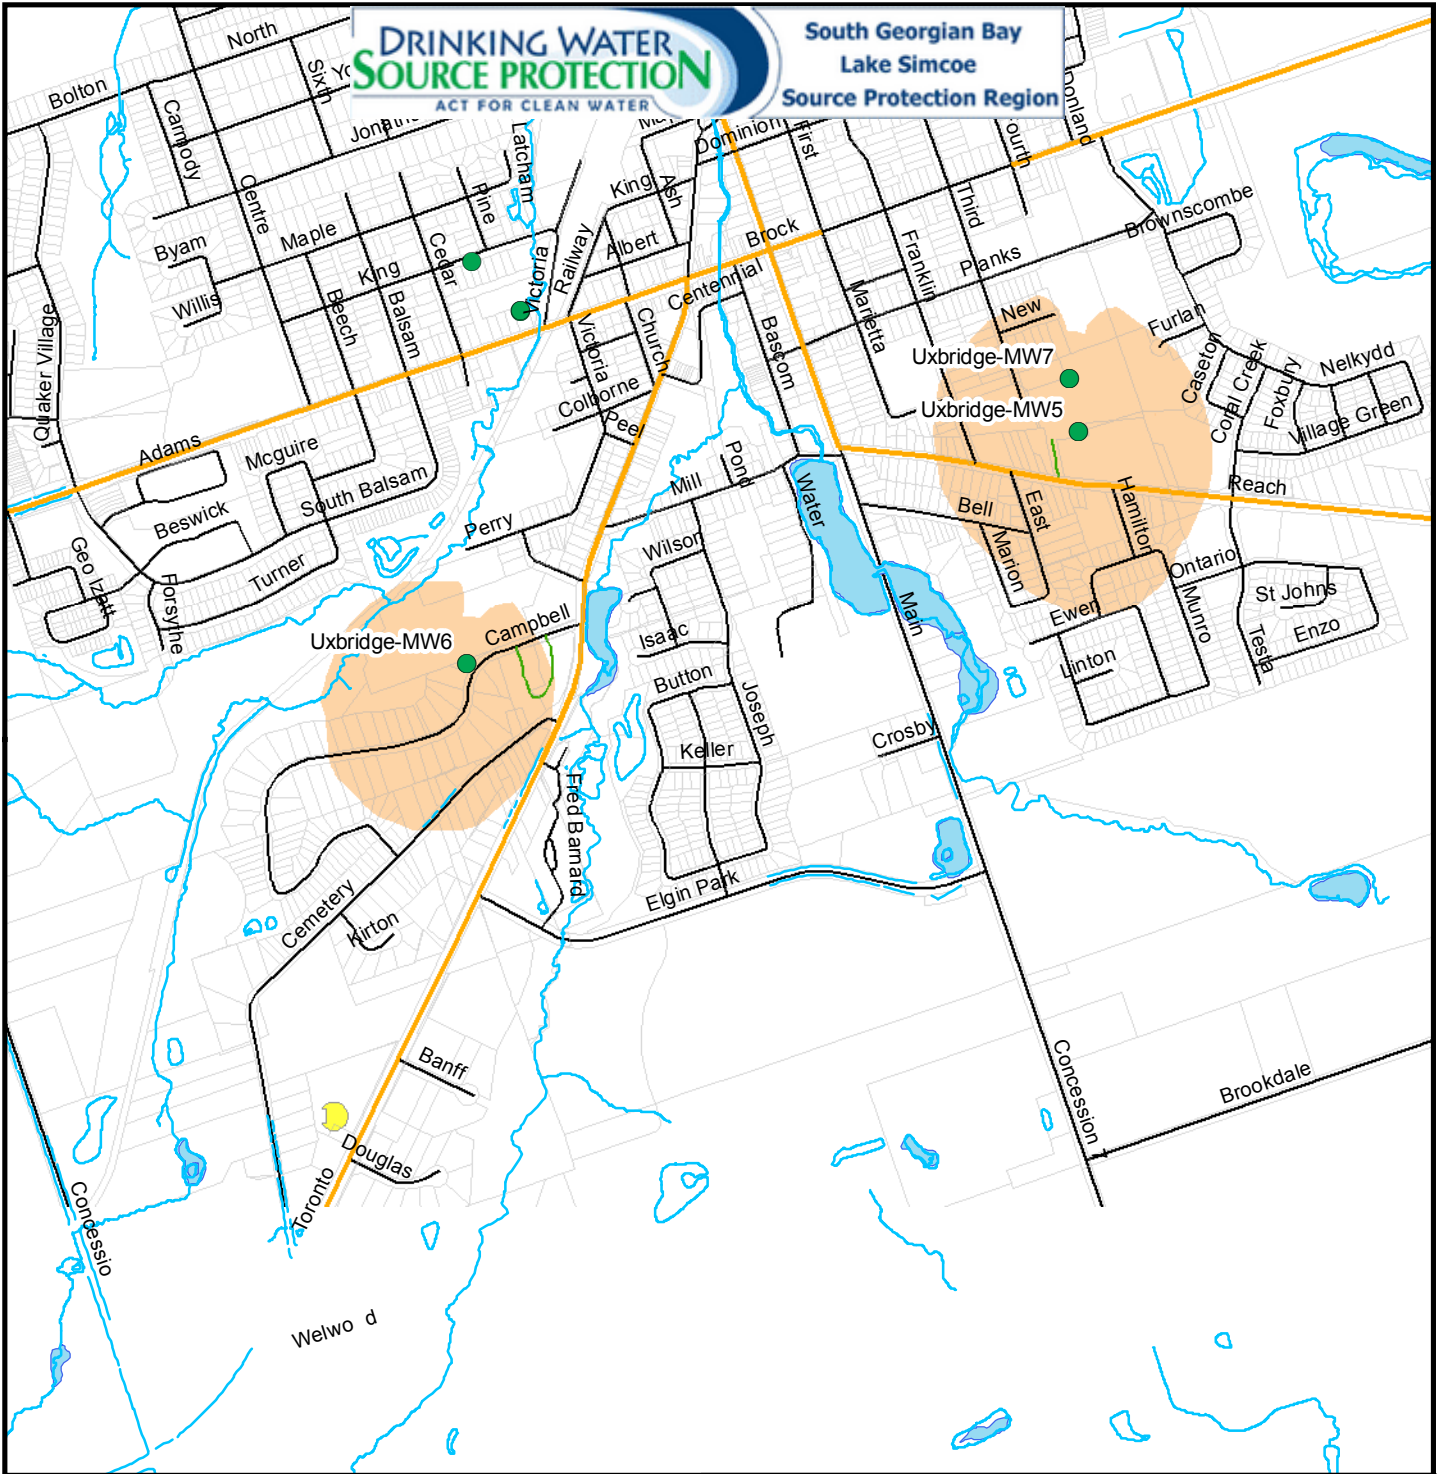 DRINKING WATER
SOURCE PROTECTION
ACT FOR CLEAN WATER
South Georgian Bay
Lake Simcoe
Source Protection Region
North
Bolton
Sixth
Carmody
Latcham
Dominion
First
Fourth
Donland
Centre
Pine
King
Ash
Third
Brownscombe
Byam
Maple
Cedar
King
Victoria
Railway
Albert
Brock
Franklin
Planks
Willis
Beech
Balsam
Centennial
Marietta
New
Furlan
Quaker Village
Victoria
Church
Bascom
Uxbridge-MW7
Caseton
Coral Creek
Foxbury
Nelkydd
Colborne
Uxbridge-MW5
Village Green
Adams
Mcguire
Peel
Pond
Mill
Water
Reach
South Balsam
Beswick
Perry
Bell
East
Hamilton
Geo Izatt
Forsythe
Turner
Wilson
Marion
Ontario
Uxbridge-MW6
Campbell
Isaac
Main
Ewen
Munro
St Johns
Enzo
Testa
Linton
Button
Joseph
Keller
Crosby
Fred Barnard
Elgin Park
Cemetery
Kirton
Banff
Concession 7
Brookdale
Douglas
Toronto
Concessio
Welwo d